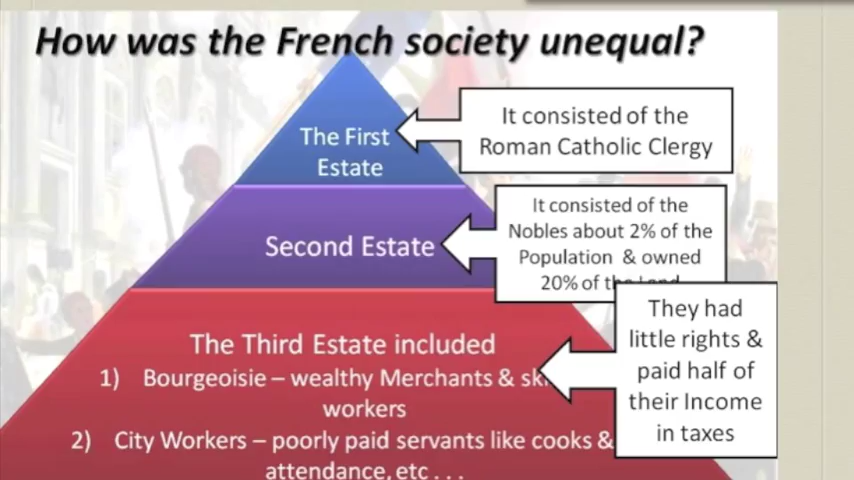 How was the French society unequal?
The First
Estate
It consisted of the
Roman Catholic Clergy
Second Estate
It consisted of the
Nobles about 2% of the
Population & owned
20% of
The Third Estate included
1) Bourgeoisie – wealthy Merchants &
workers
2) City Workers – poorly paid servants like cooks &
attendance, etc . . .
They had
little rights &
paid half of
their Income
in taxes